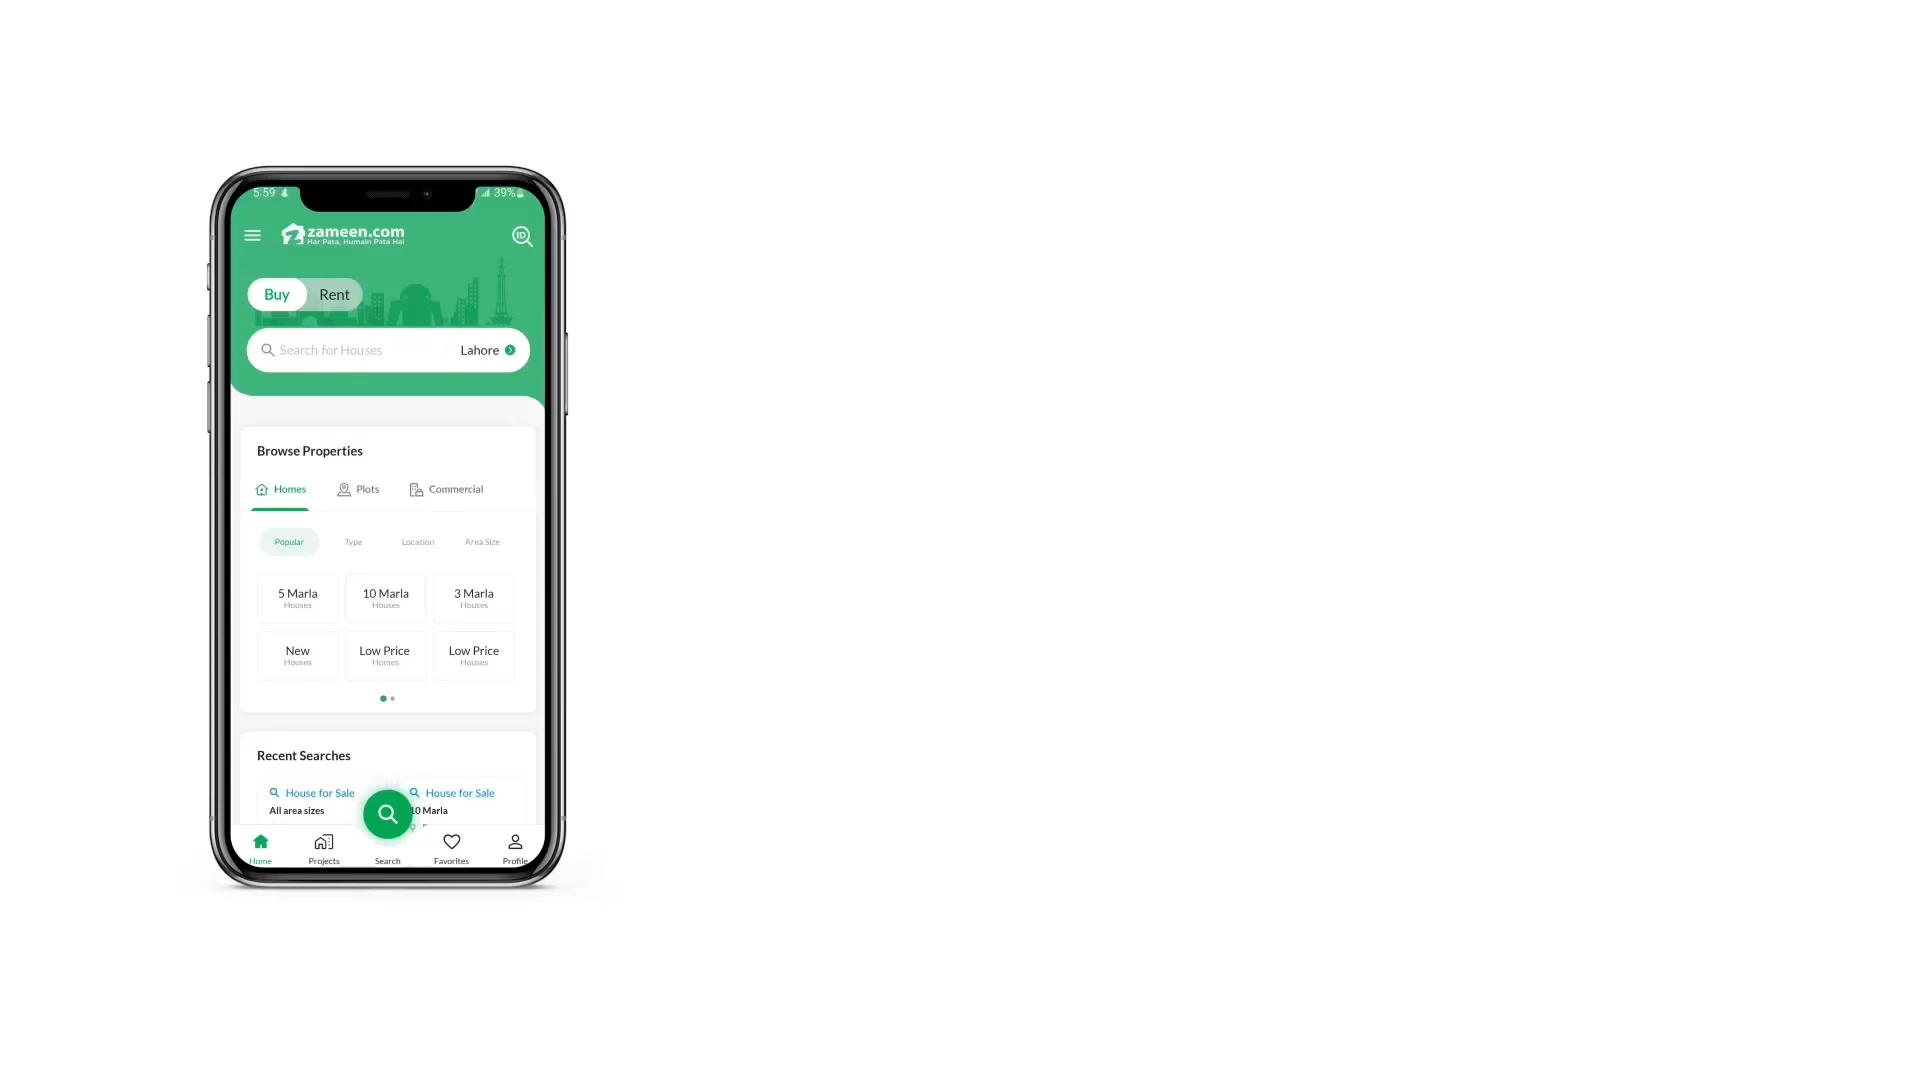 5:59 39%
zameen.com
Har Pata, Humain Pata Hai
ID
Buy Rent
Search for Houses Lahore
Browse Properties
Homes Plots Commercial
Popular Type Location Area Size
5 Marla 10 Marla 3 Marla
Houses Houses Houses
New Low Price Low Price
Houses Homes Houses
Recent Searches
House for Sale House for Sale
All area sizes 10 Marla
Home Projects Search Favorites Profile